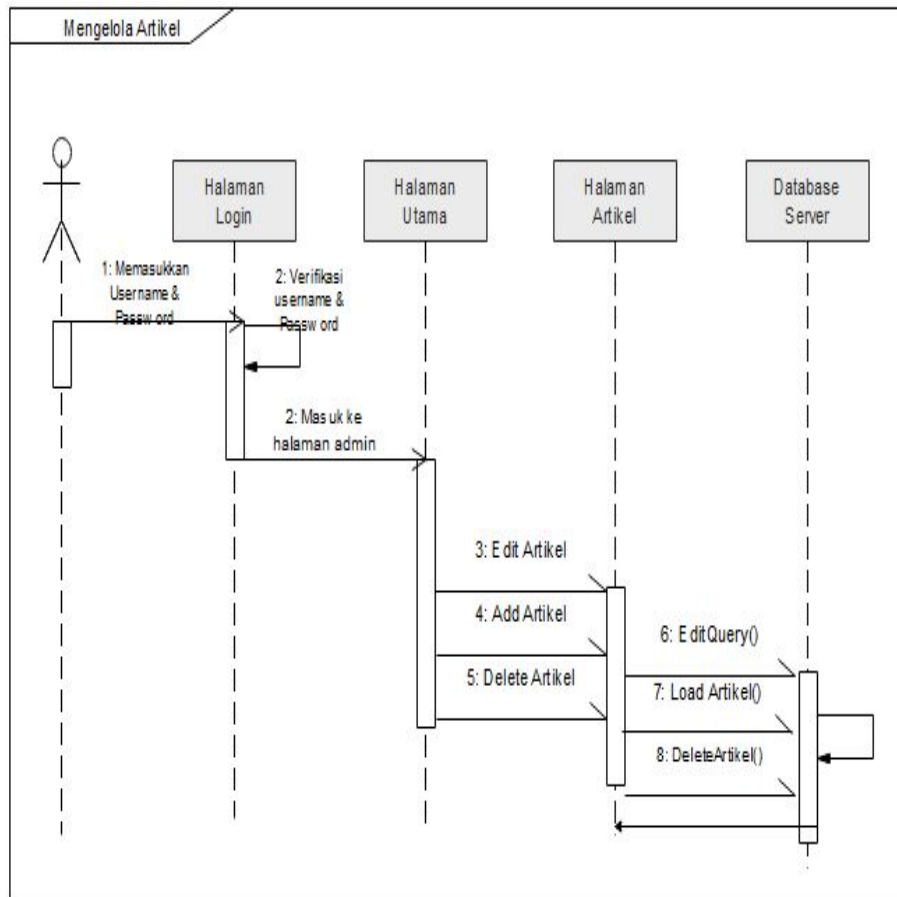 Mengelola Artikel
Halaman
Login
Halaman
Utama
Halaman
Artikel
Database
Server
1: Memasukkan
Username &
Password
2: Verifikasi
username &
Password
2: Masuk ke
halaman admin
3: Edit Artikel
4: Add Artikel
5: Delete Artikel
6: EditQuery()
7: Load Artikel()
8: DeleteArtikel()